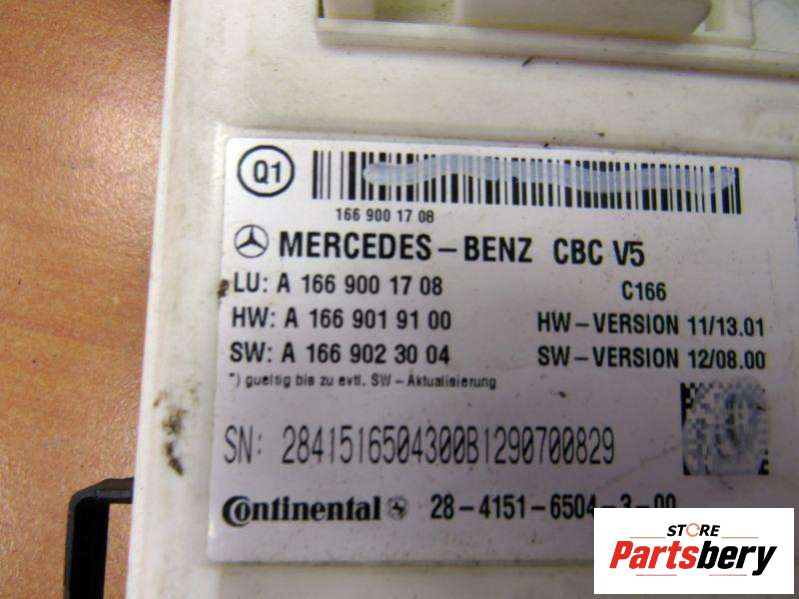 Q1
166 900 17 08
MERCEDES-BENZ CBC V5
LU: A 166 900 17 08 C166
HW: A 166 901 91 00 HW-VERSION 11/13.01
SW: A 166 902 30 04 SW-VERSION 12/08.00
*) gueltig bis zu evtl. SW-Aktualisierung
SN: 2841516504300B1290700829
Continental 28-4151-6504-3-00
STORE
Partsbery